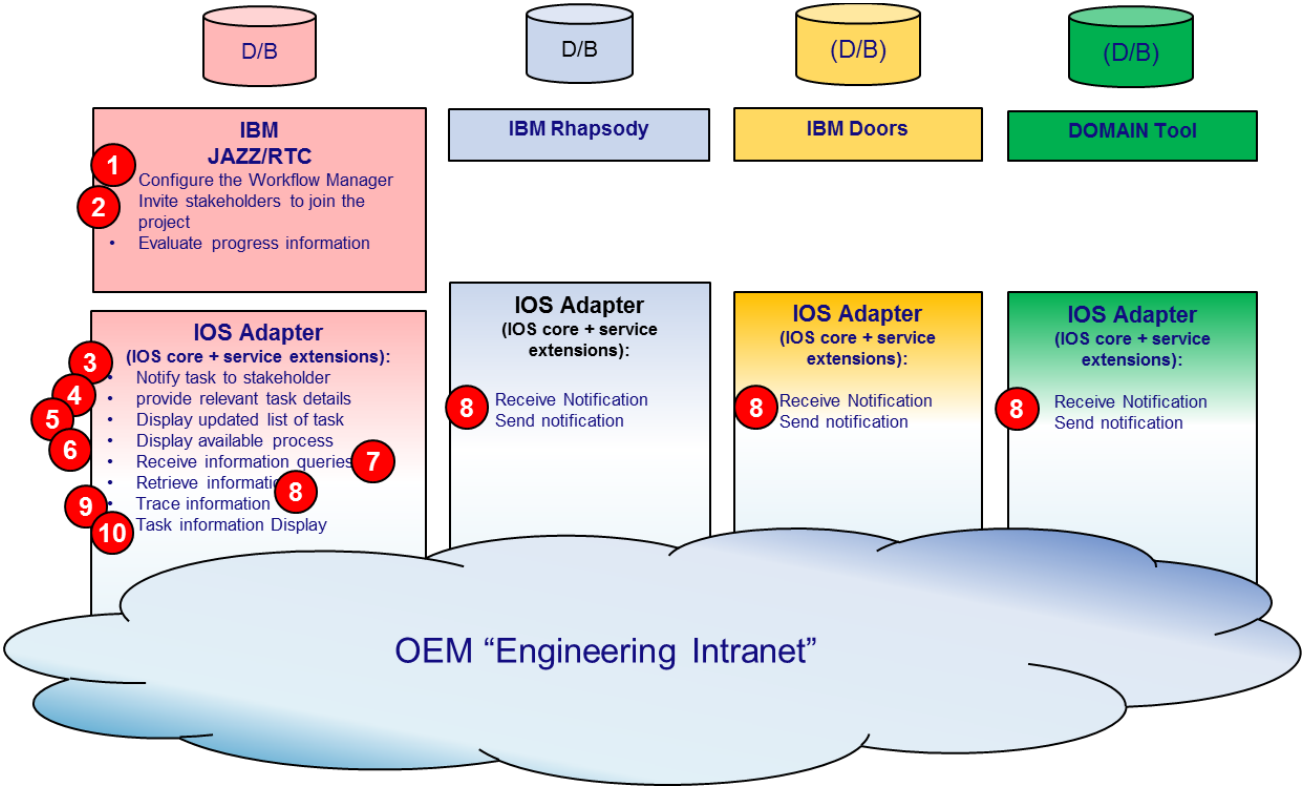 D/B
D/B
(D/B)
(D/B)
IBM
JAZZ/RTC
1
• Configure the Workflow Manager
2
Invite stakeholders to join the
project
• Evaluate progress information
IBM Rhapsody
IBM Doors
DOMAIN Tool
IOS Adapter
(IOS core + service extensions):
3
• Notify task to stakeholder
4
• provide relevant task details
5
• Display updated list of task
6
• Display available process
• Receive information queries
7
• Retrieve informati
8
9
• Trace information
10
Task information Display
IOS Adapter
(IOS core + service
extensions):
8
Receive Notification
Send notification
IOS Adapter
(IOS core + service
extensions):
8
Receive Notification
Send notification
IOS Adapter
(IOS core + service
extensions):
8
Receive Notification
Send notification
OEM “Engineering Intranet”